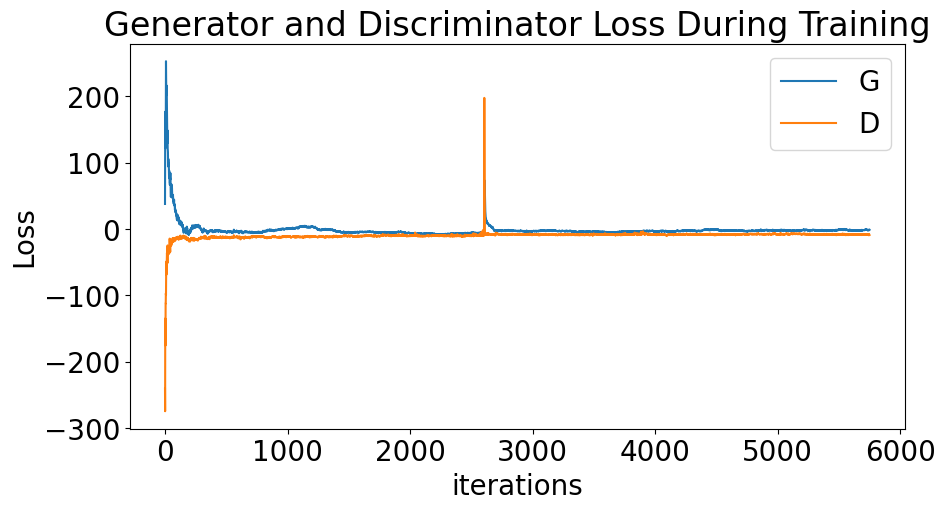 Generator and Discriminator Loss During Training
G
D
200
100
0
−100
−200
−300
Loss
0 1000 2000 3000 4000 5000 6000
iterations